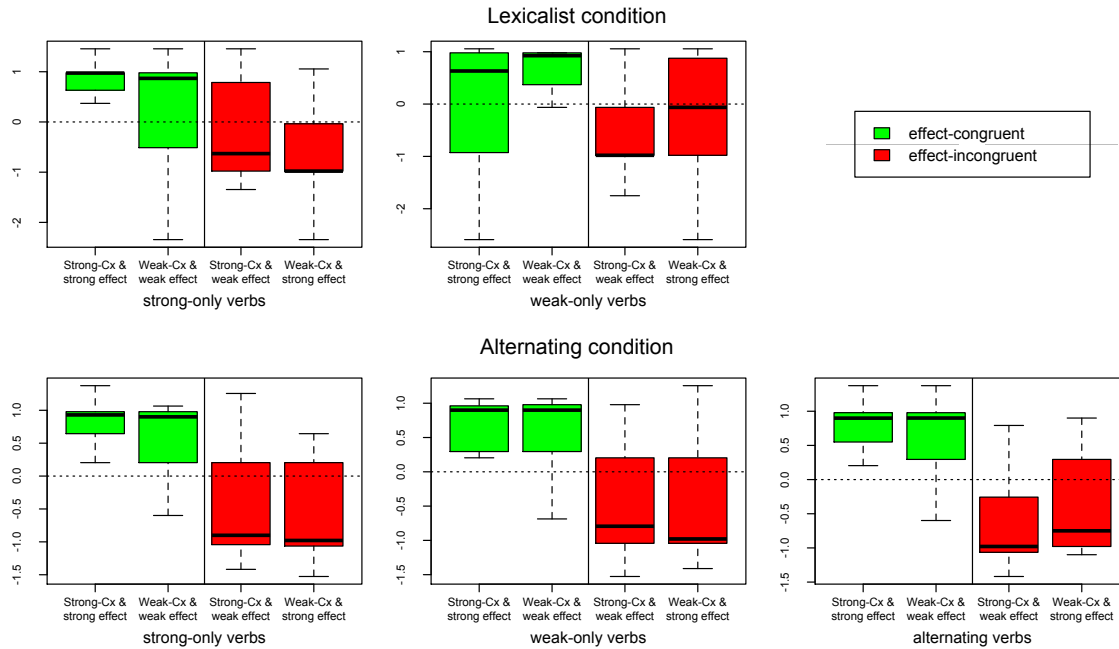 Lexicalist condition
1
0
-1
-2
Strong-Cx & strong effect
Weak-Cx & weak effect
Strong-Cx & weak effect
Weak-Cx & strong effect
strong-only verbs
1
0
-1
-2
Strong-Cx & strong effect
Weak-Cx & weak effect
Strong-Cx & weak effect
Weak-Cx & strong effect
weak-only verbs
effect-congruent
effect-incongruent
Alternating condition
1.0
0.5
0.0
-0.5
-1.0
-1.5
Strong-Cx & strong effect
Weak-Cx & weak effect
Strong-Cx & weak effect
Weak-Cx & strong effect
strong-only verbs
1.0
0.5
0.0
-0.5
-1.0
-1.5
Strong-Cx & strong effect
Weak-Cx & weak effect
Strong-Cx & weak effect
Weak-Cx & strong effect
weak-only verbs
1.0
0.5
0.0
-0.5
-1.0
-1.5
Strong-Cx & strong effect
Weak-Cx & weak effect
Strong-Cx & weak effect
Weak-Cx & strong effect
alternating verbs